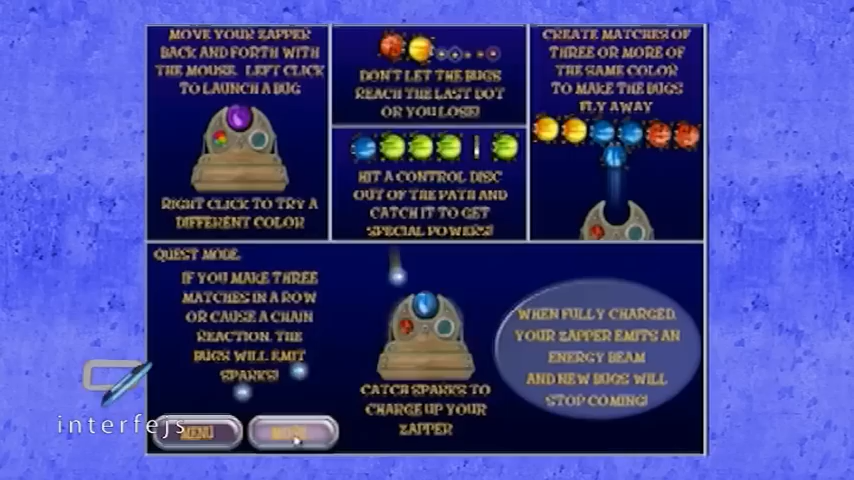 MOVE YOUR ZAPPER
BACK AND FORTH WITH
THE MOUSE. LEFT CLICK
TO LAUNCH A BUG
RIGHT CLICK TO TRY A
DIFFERENT COLOR
DON'T LET THE BUGS
REACH THE LAST DOT
OR YOU LOSE!
HIT A CONTROL DISC
OUT OF THE PATH AND
CATCH IT TO GET
SPECIAL POWERS!
CREATE MATCHES OF
THREE OR MORE OF
THE SAME COLOR
TO MAKE THE BUGS
FLY AWAY
QUEST MODE
IF YOU MAKE THREE
MATCHES IN A ROW
OR CAUSE A CHAIN
REACTION, THE
BUGS WILL EMIT
SPARKS!
CATCH SPARKS TO
CHARGE UP YOUR
ZAPPER
WHEN FULLY CHARGED,
YOUR ZAPPER EMITS AN
ENERGY BEAM
AND NEW BUGS WILL
STOP COMING!
interfejs
MENU
MORE